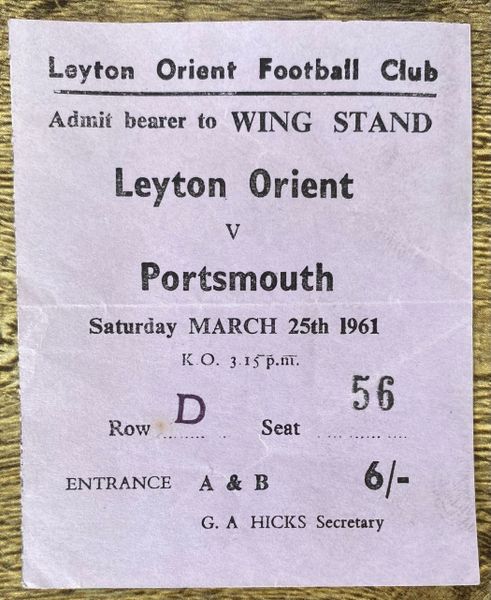 Leyton Orient Football Club
Admit bearer to WING STAND
Leyton Orient
V
Portsmouth
Saturday MARCH 25th 1961
K.O. 3.15 p.m.
Row D Seat 56
ENTRANCE A & B 6/-
G. A HICKS Secretary